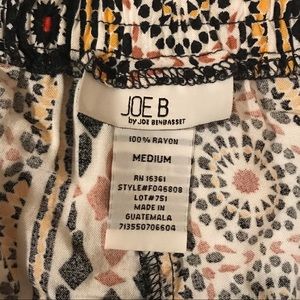 JOE B
by JOE BENBASSET
100% RAYON
MEDIUM
RN 16361
STYLE#F046808
LOT#751
MADE IN
GUATEMALA
713550706604